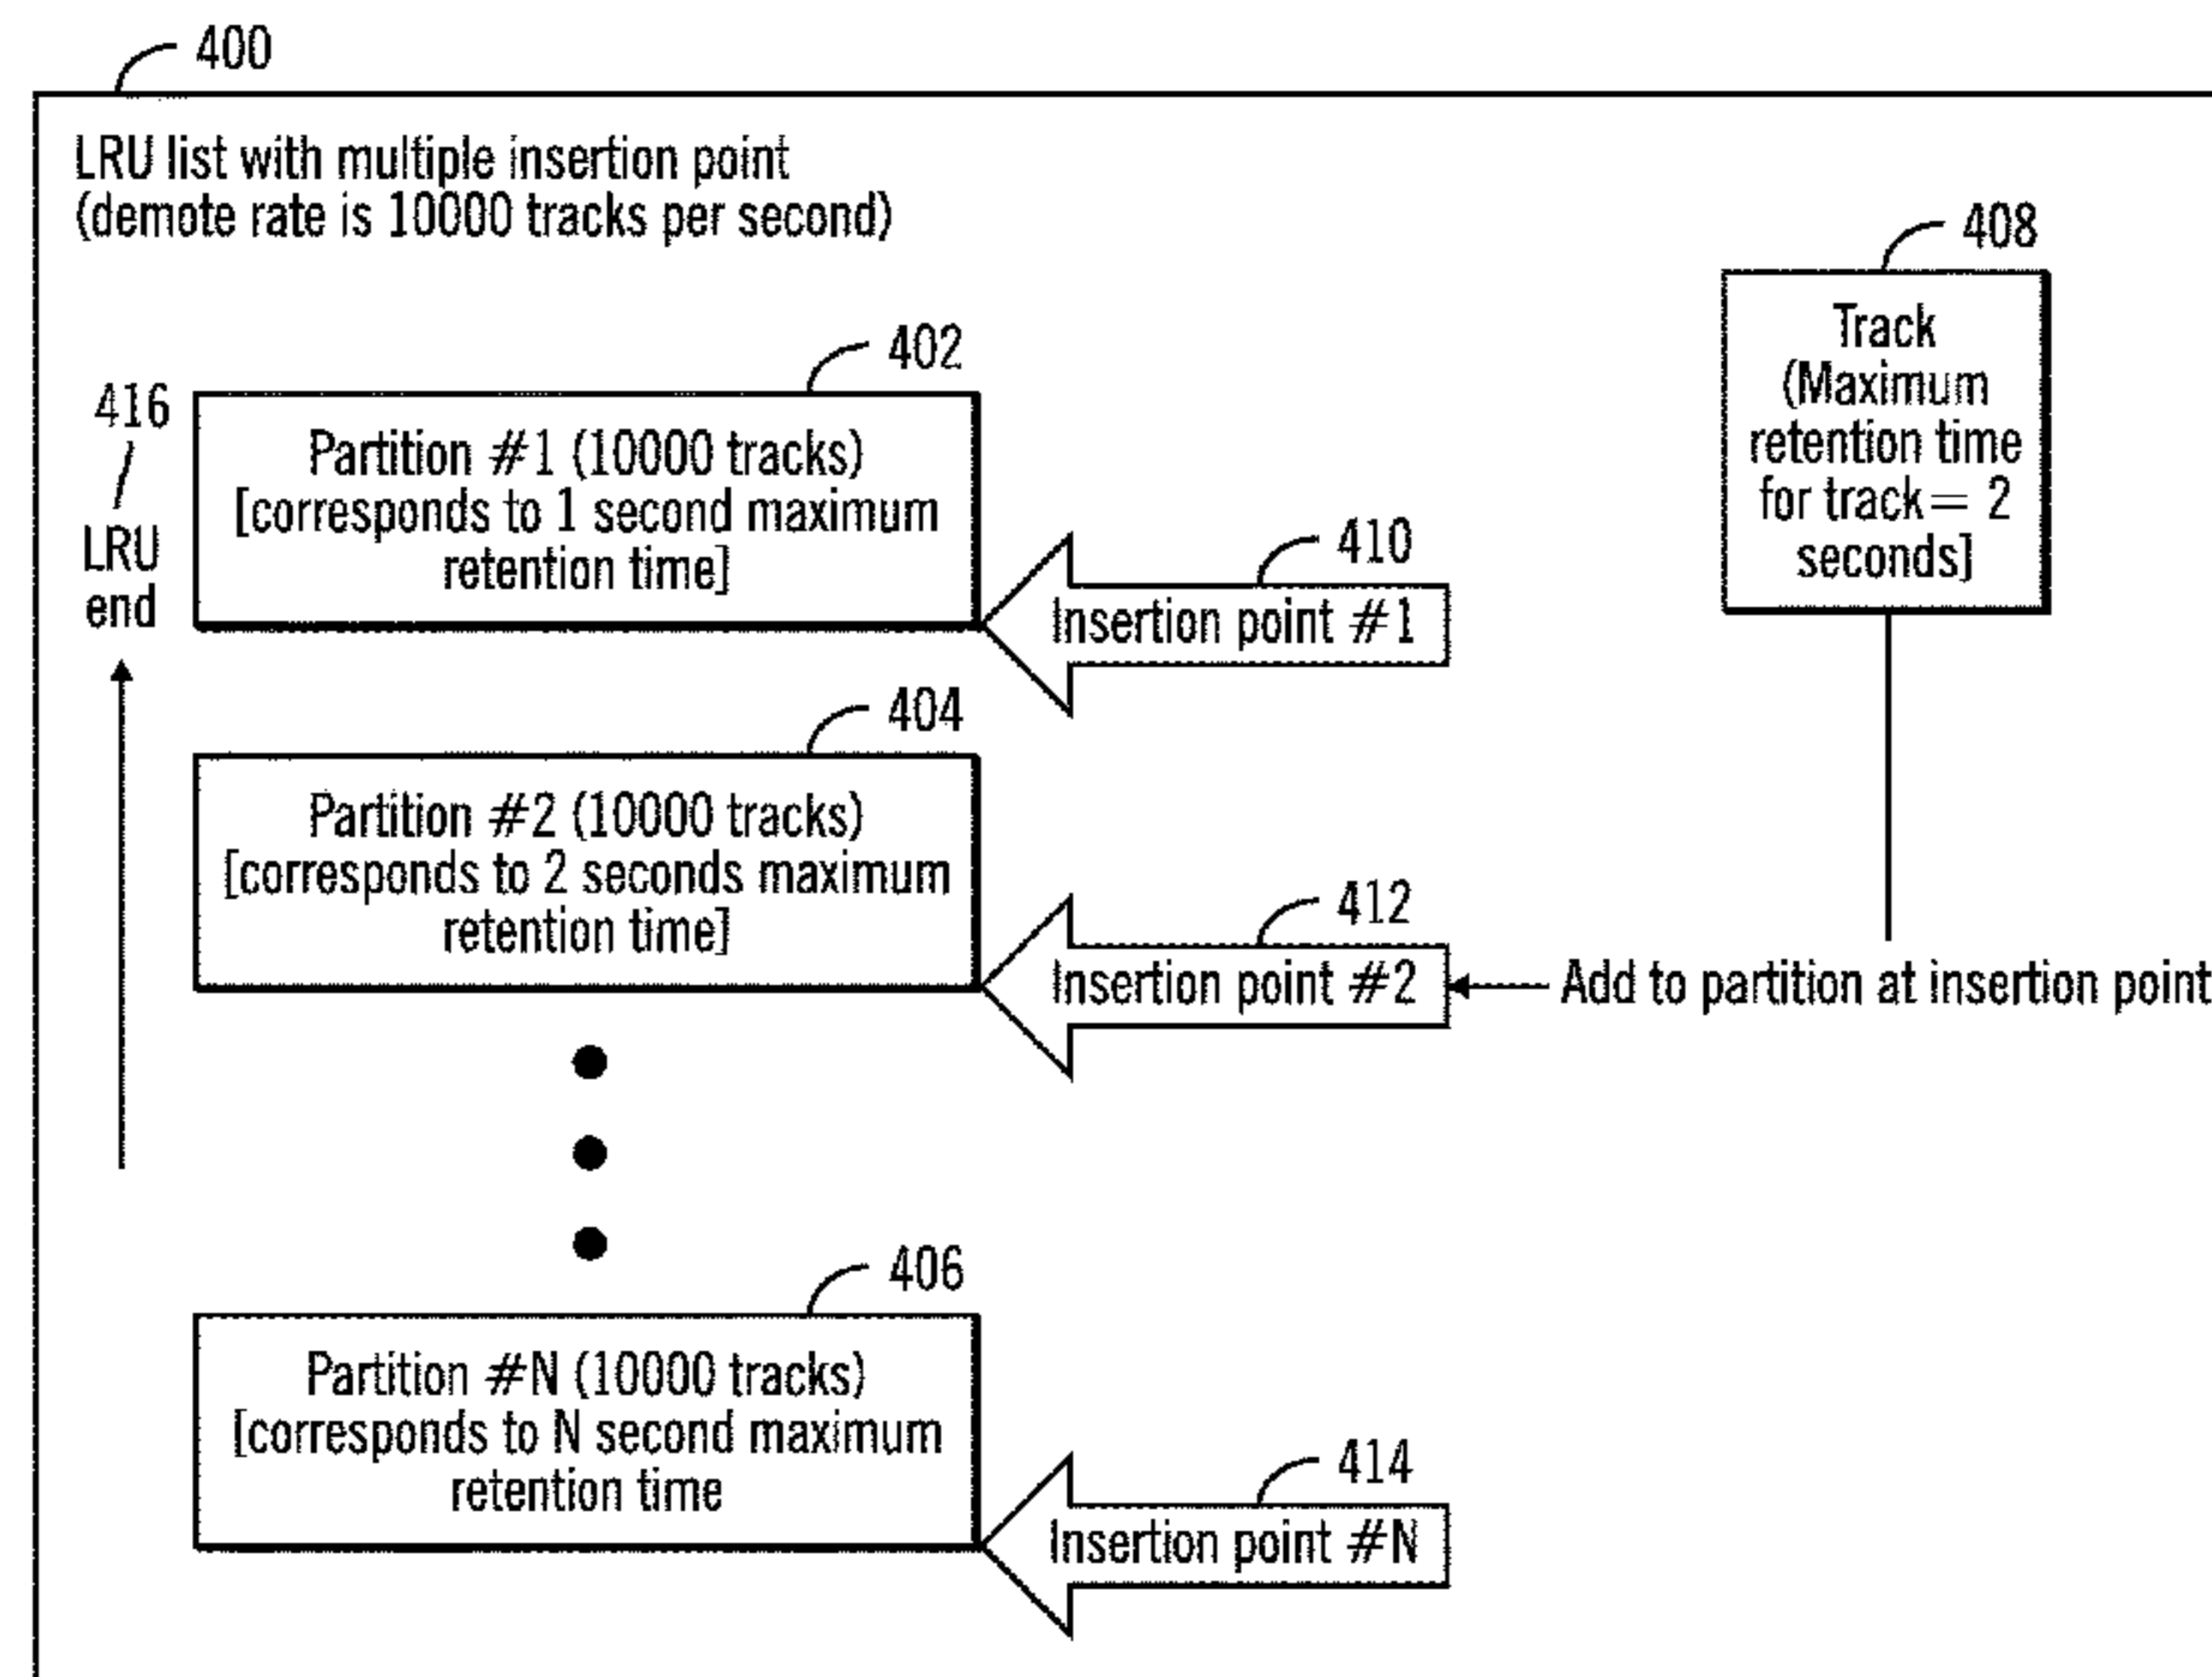 400
LRU list with multiple insertion point
(demote rate is 10000 tracks per second)
408
Track
(Maximum
retention time
for track= 2
seconds]
402
416
LRU
end
Partition #1 (10000 tracks)
[corresponds to 1 second maximum
retention time]
410
Insertion point #1
404
Partition #2 (10000 tracks)
[corresponds to 2 seconds maximum
retention time]
412
Insertion point #2
Add to partition at insertion point
406
Partition #N (10000 tracks)
[corresponds to N second maximum
retention time
414
Insertion point #N